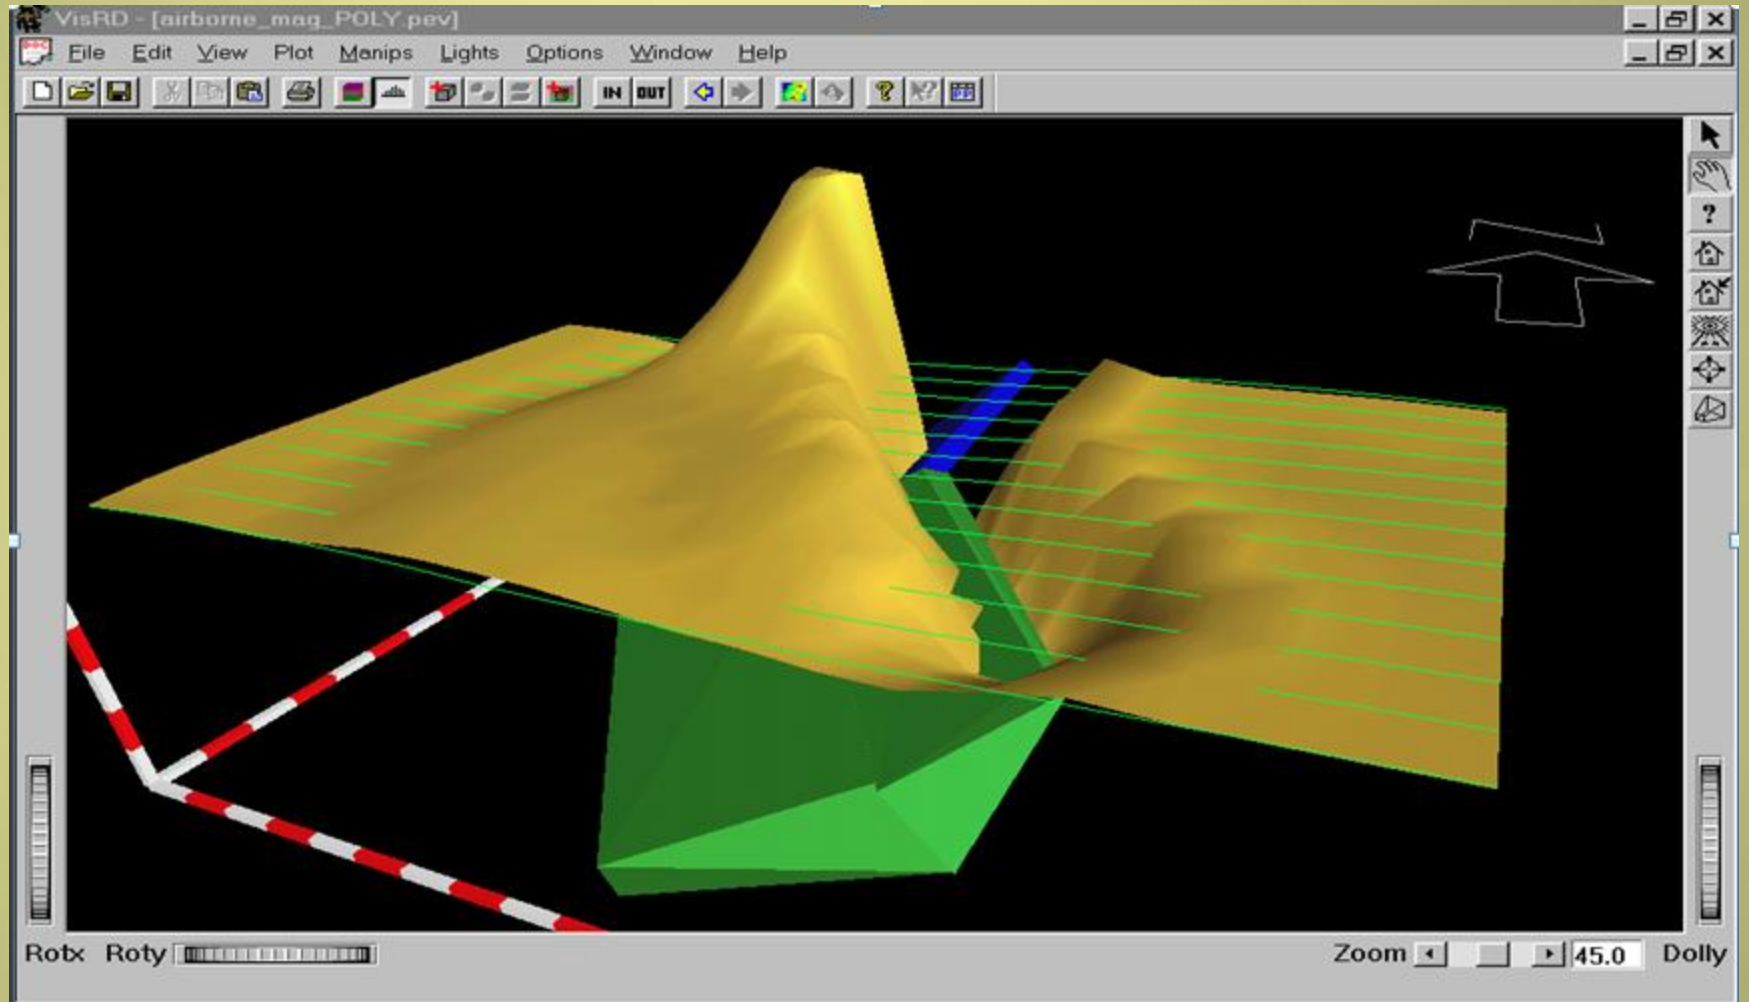 VisRD - [airborne_mag_POLY.pev]
File Edit View Plot Manips Lights Options Window Help
IN OUT
Rotx Roty Zoom 45.0 Dolly